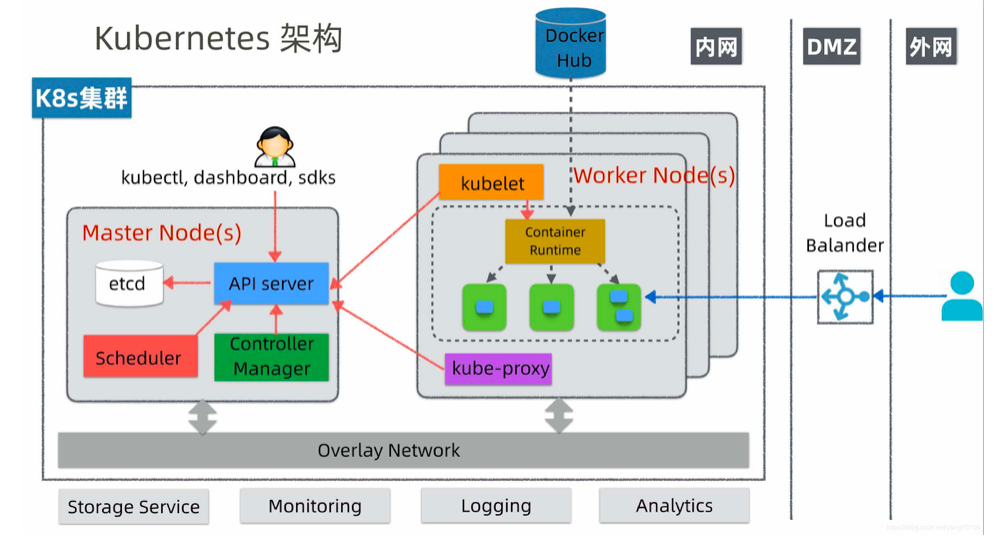 Kubernetes 架构
Docker
Hub
内网
DMZ
外网
K8s集群
kubectl, dashboard, sdks
Master Node(s)
etcd
API server
Scheduler
Controller
Manager
kubelet
Worker Node(s)
Container
Runtime
kube-proxy
Load
Balander
Overlay Network
Storage Service
Monitoring
Logging
Analytics